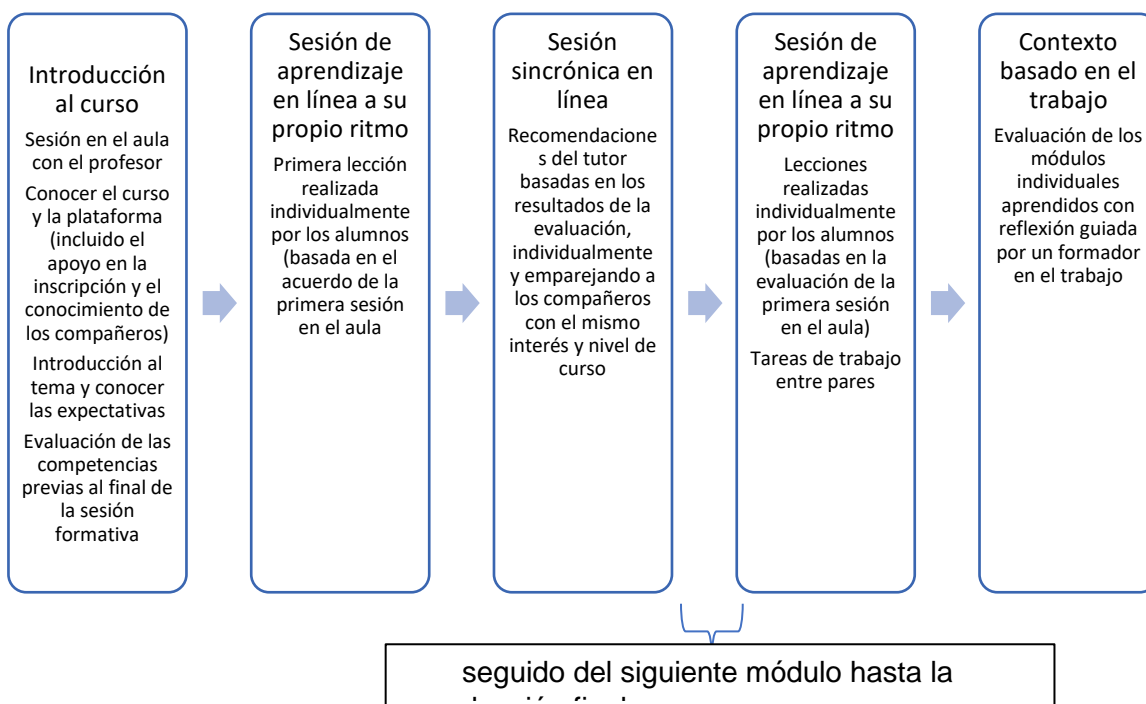 Introducción
al curso
Sesión en el aula
con el profesor
Conocer el curso
y la plataforma
(incluido el
apoyo en la
inscripción y el
conocimiento de
los compañeros)
Introducción al
tema y conocer
las expectativas
Evaluación de las
competencias
previas al final de
la sesión
formativa
Sesión de
aprendizaje
en línea a su
propio ritmo
Primera lección
realizada
individualmente
por los alumnos
(basada en el
acuerdo de la
primera sesión
en el aula
Sesión
sincrónica en
línea
Recomendacione
s del tutor
basadas en los
resultados de la
evaluación,
individualmente
y emparejando a
los compañeros
con el mismo
interés y nivel de
curso
Sesión de
aprendizaje
en línea a su
propio ritmo
Lecciones
realizadas
individualmente
por los alumnos
(basadas en la
evaluación de la
primera sesión
en el aula)
Tareas de trabajo
entre pares
Contexto
basado en el
trabajo
Evaluación de los
módulos
individuales
aprendidos con
reflexión guiada
por un formador
en el trabajo
seguido del siguiente módulo hasta la